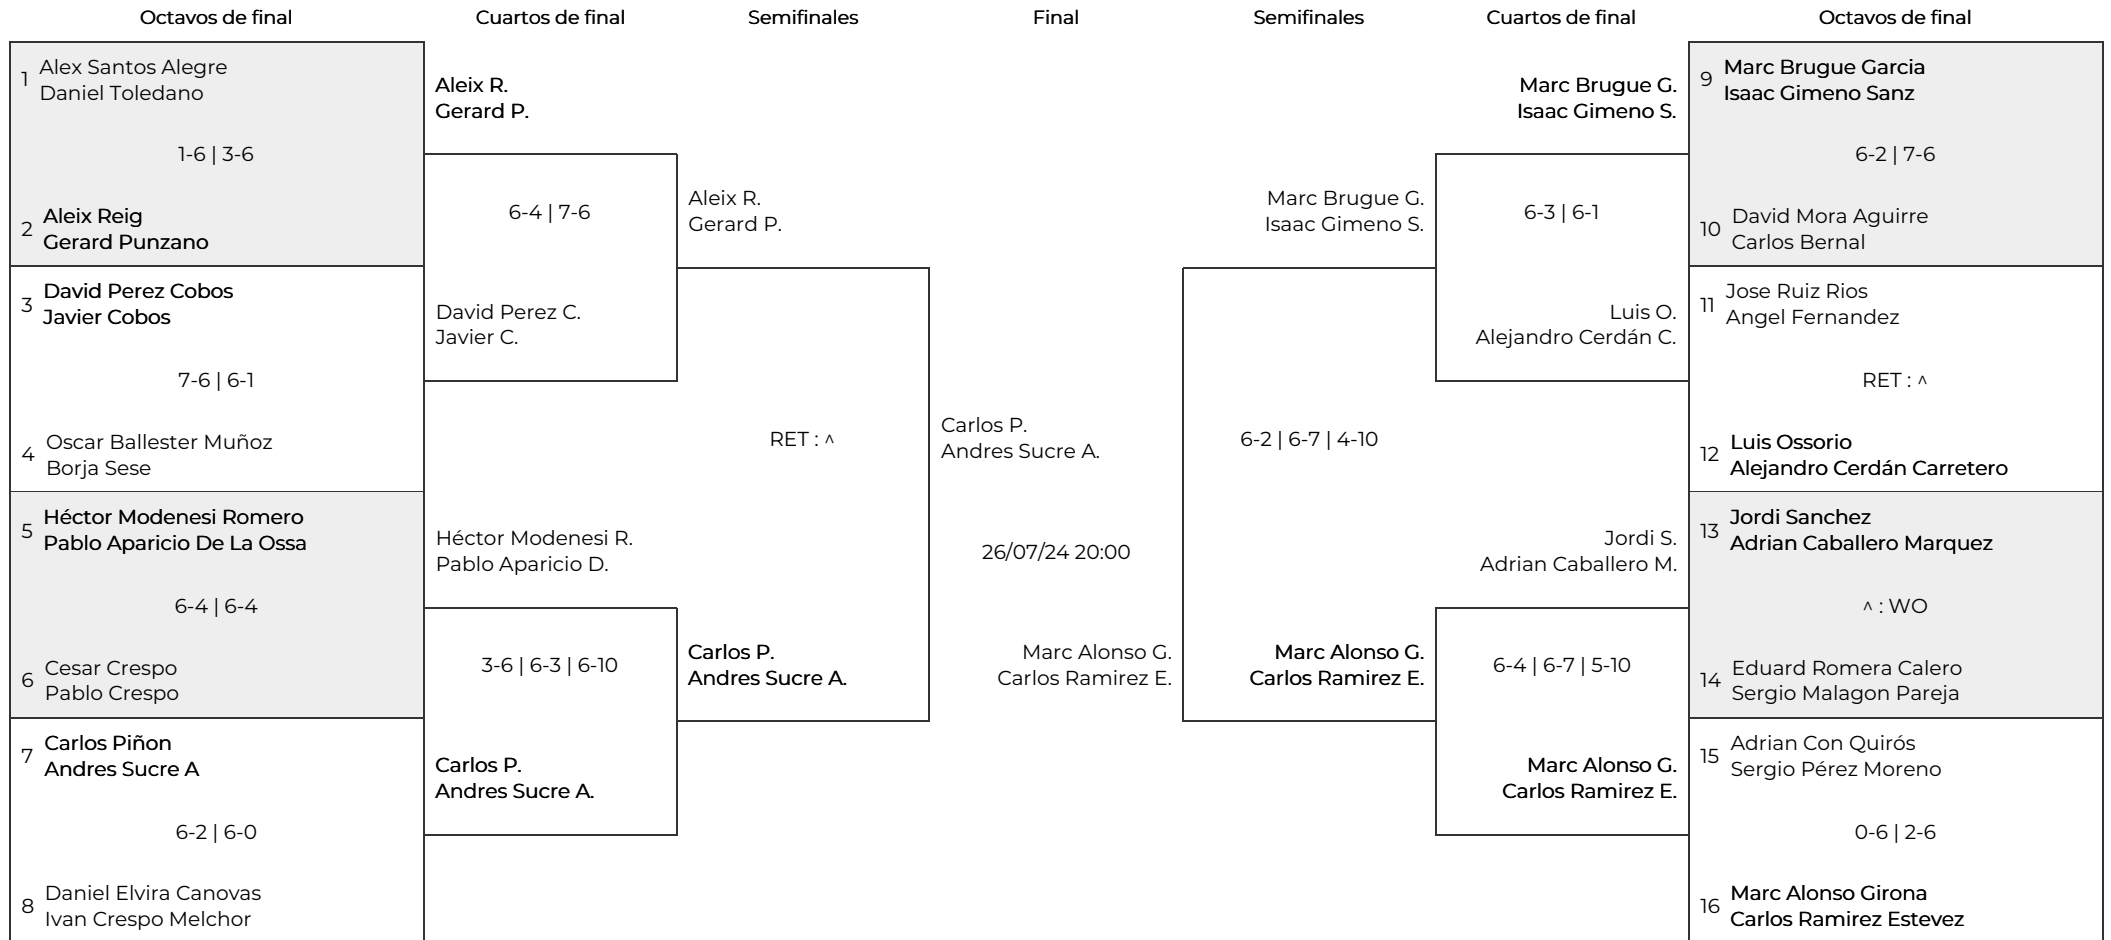 Octavos de final
Cuartos de final
Semifinales
Final
Semifinales
Cuartos de final
Octavos de final
1
Alex Santos Alegre
Daniel Toledano
1-6 | 3-6
2
Aleix Reig
Gerard Punzano
3
David Perez Cobos
Javier Cobos
7-6 | 6-1
4
Oscar Ballester Muñoz
Borja Sese
5
Héctor Modenesi Romero
Pablo Aparicio De La Ossa
6-4 | 6-4
6
Cesar Crespo
Pablo Crespo
7
Carlos Piñon
Andres Sucre A
6-2 | 6-0
8
Daniel Elvira Canovas
Ivan Crespo Melchor
Aleix R.
Gerard P.
6-4 | 7-6
David Perez C.
Javier C.
Héctor Modenesi R.
Pablo Aparicio D.
3-6 | 6-3 | 6-10
Carlos P.
Andres Sucre A.
Aleix R.
Gerard P.
RET : ^
Carlos P.
Andres Sucre A.
Carlos P.
Andres Sucre A.
26/07/24 20:00
Marc Alonso G.
Carlos Ramirez E.
Marc Brugue G.
Isaac Gimeno S.
6-2 | 6-7 | 4-10
Marc Alonso G.
Carlos Ramirez E.
Marc Brugue G.
Isaac Gimeno S.
6-3 | 6-1
Luis O.
Alejandro Cerdán C.
Jordi S.
Adrian Caballero M.
6-4 | 6-7 | 5-10
Marc Alonso G.
Carlos Ramirez E.
9
Marc Brugue Garcia
Isaac Gimeno Sanz
6-2 | 7-6
10
David Mora Aguirre
Carlos Bernal
11
Jose Ruiz Rios
Angel Fernandez
RET : ^
12
Luis Ossorio
Alejandro Cerdán Carretero
13
Jordi Sanchez
Adrian Caballero Marquez
^ : WO
14
Eduard Romera Calero
Sergio Malagon Pareja
15
Adrian Con Quirós
Sergio Pérez Moreno
0-6 | 2-6
16
Marc Alonso Girona
Carlos Ramirez Estevez